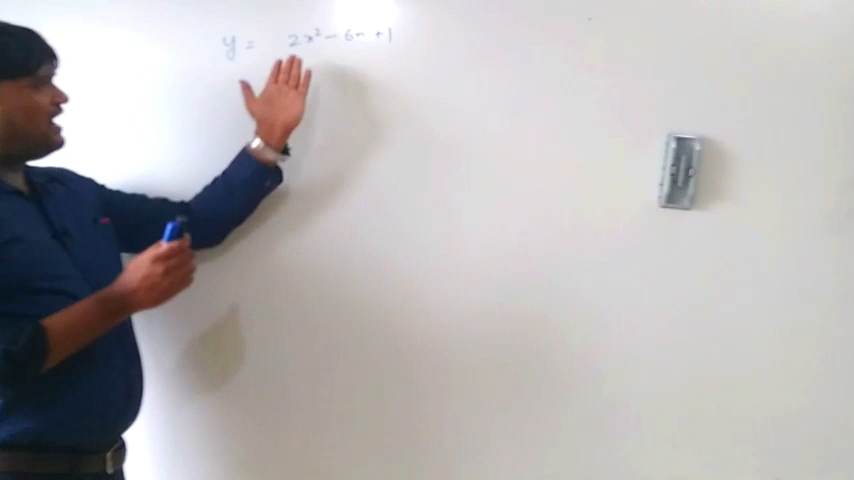 y = 2x² - 6x + 1